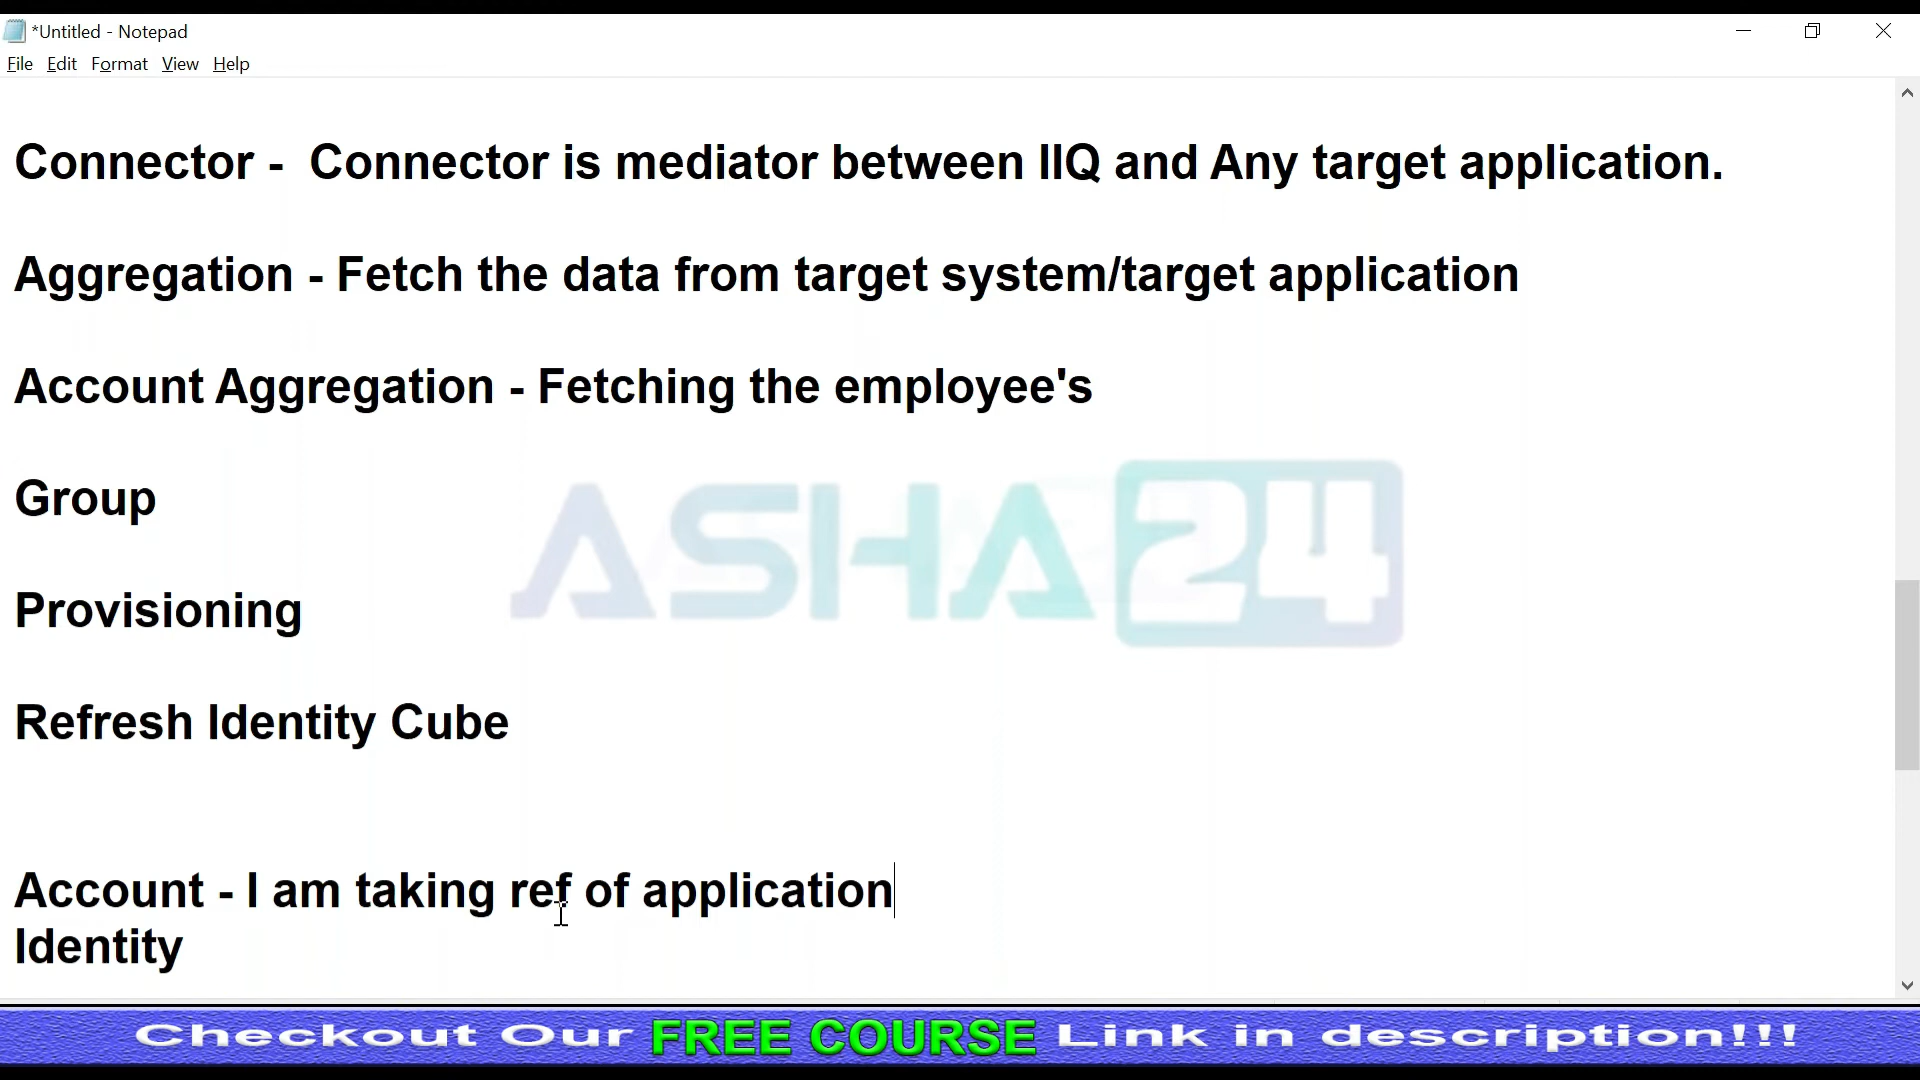 *Untitled - Notepad
File Edit Format View Help
Connector -  Connector is mediator between IIQ and Any target application.
Aggregation - Fetch the data from target system/target application
Account Aggregation - Fetching the employee's
Group
ASHA24
Provisioning
Refresh Identity Cube
Account - I am taking ref of application
Identity
Checkout Our FREE COURSE Link in description!!!